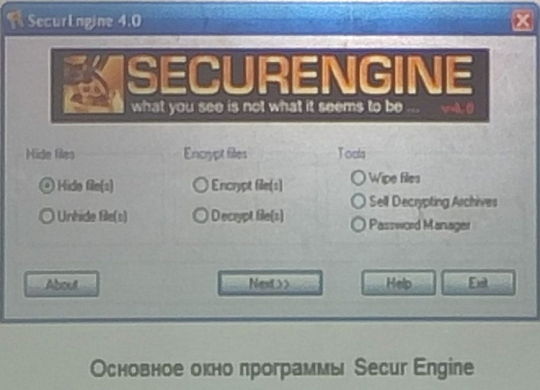 SecurEngine 4.0
SECURENGINE
what you see is not what it seems to be ... v4.0
Hide files
Encrypt files
Tools
Hide file(s)
Encrypt file(s)
Wipe files
Self Decrypting Archives
Unhide file(s)
Decrypt file(s)
Password Manager
About
Next >>
Help
Exit
Основное окно программы Secur Engine